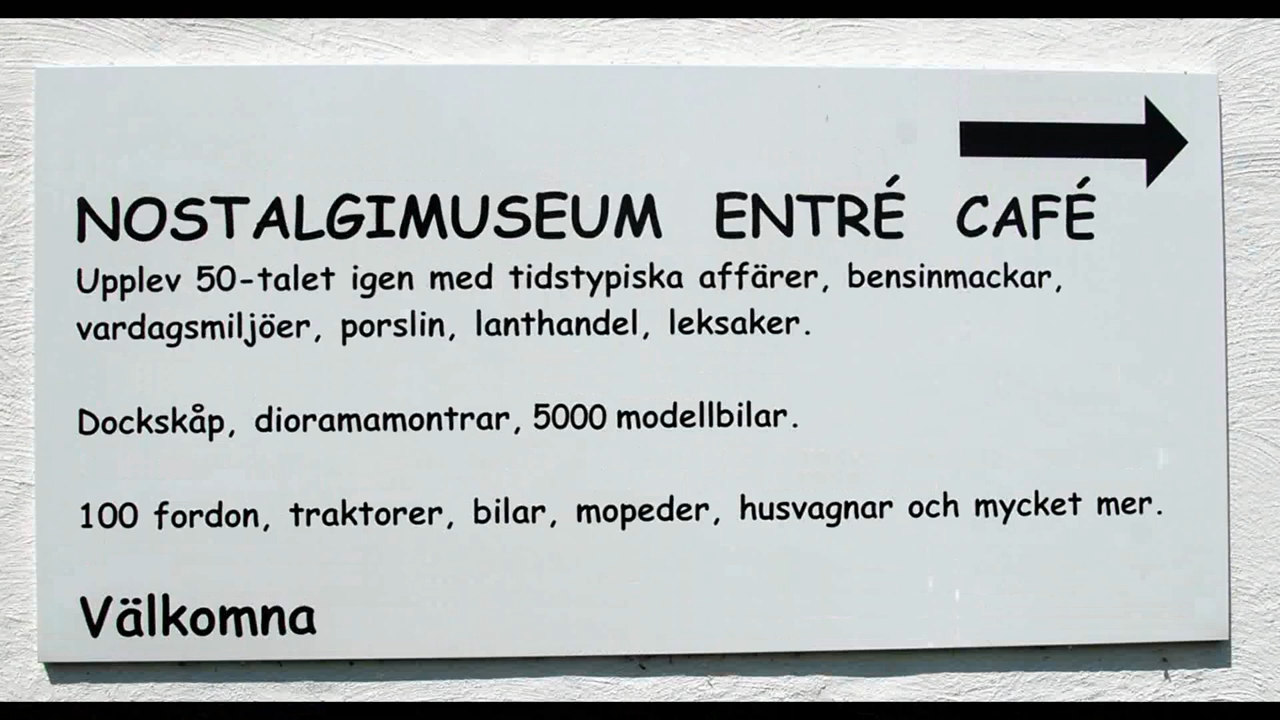 NOSTALGIMUSEUM ENTRÉ CAFÉ
Upplev 50-talet igen med tidstypiska affärer, bensinmackar,
vardagsmiljöer, porslin, lanthandel, leksaker.
Dockskåp, dioramamontrar, 5000 modellbilar.
100 fordon, traktorer, bilar, mopeder, husvagnar och mycket mer.
Välkomna